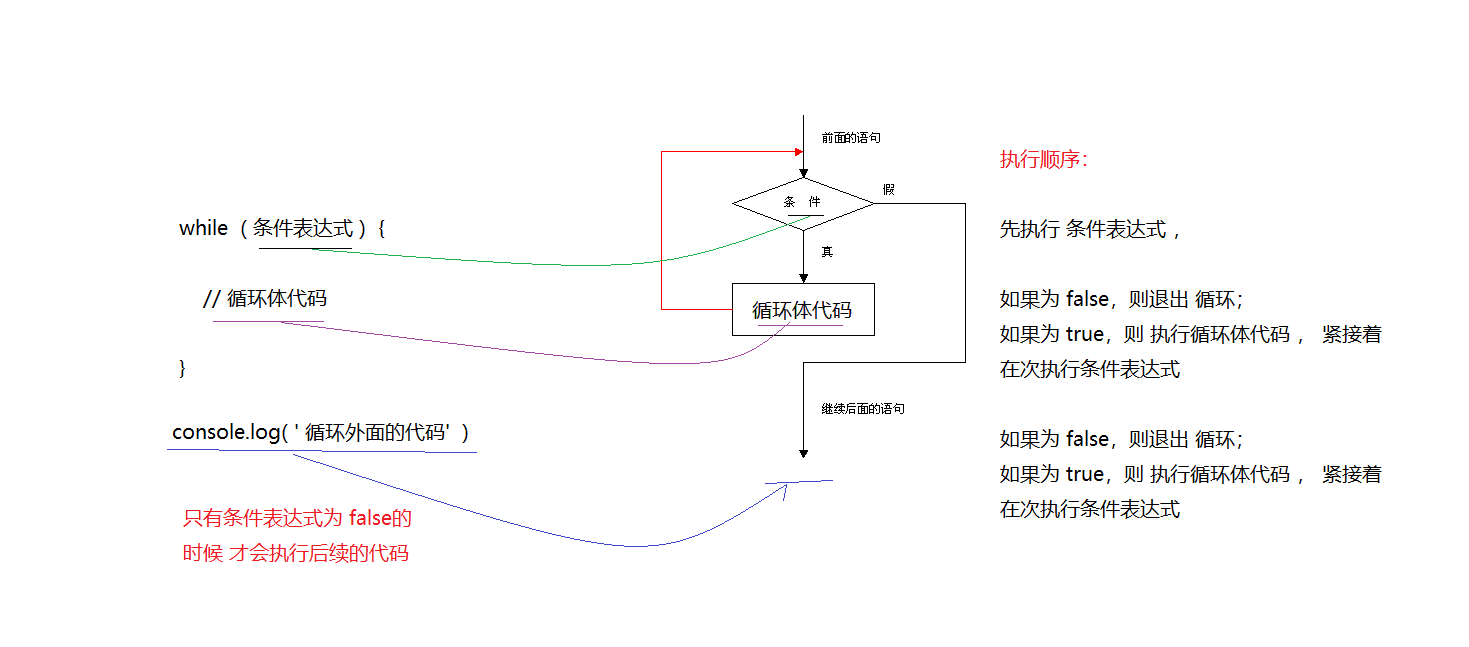 while （ 条件表达式 ）{
// 循环体代码
}
console.log( ' 循环外面的代码' ）
只有条件表达式为 false的
时候 才会执行后续的代码
前面的语句
条 件
假
真
循环体代码
继续后面的语句
执行顺序：
先执行 条件表达式 ，
如果为 false，则退出 循环；
如果为 true，则 执行循环体代码 ， 紧接着
在次执行条件表达式
如果为 false，则退出 循环；
如果为 true，则 执行循环体代码 ， 紧接着
在次执行条件表达式